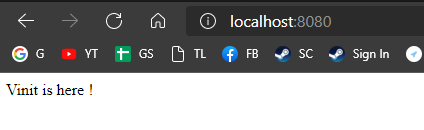 localhost:8080
G YT GS TL FB SC Sign In
Vinit is here !